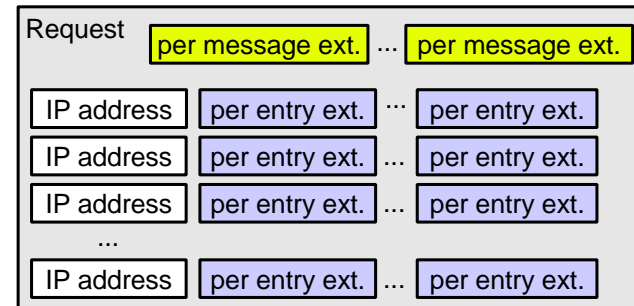 Request per message ext. ... per message ext.
IP address per entry ext. ... per entry ext.
IP address per entry ext. ... per entry ext.
IP address per entry ext. ... per entry ext.
...
IP address per entry ext. ... per entry ext.